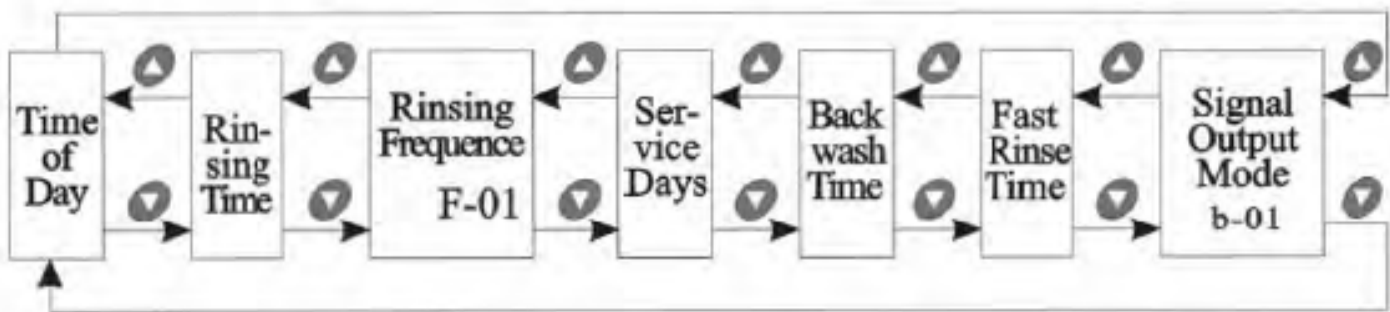 Time
of
Day
Rin-
sing
Time
Rinsing
Frequence
F-01
Ser-
vice
Days
Back
wash
Time
Fast
Rinse
Time
Signal
Output
Mode
b-01